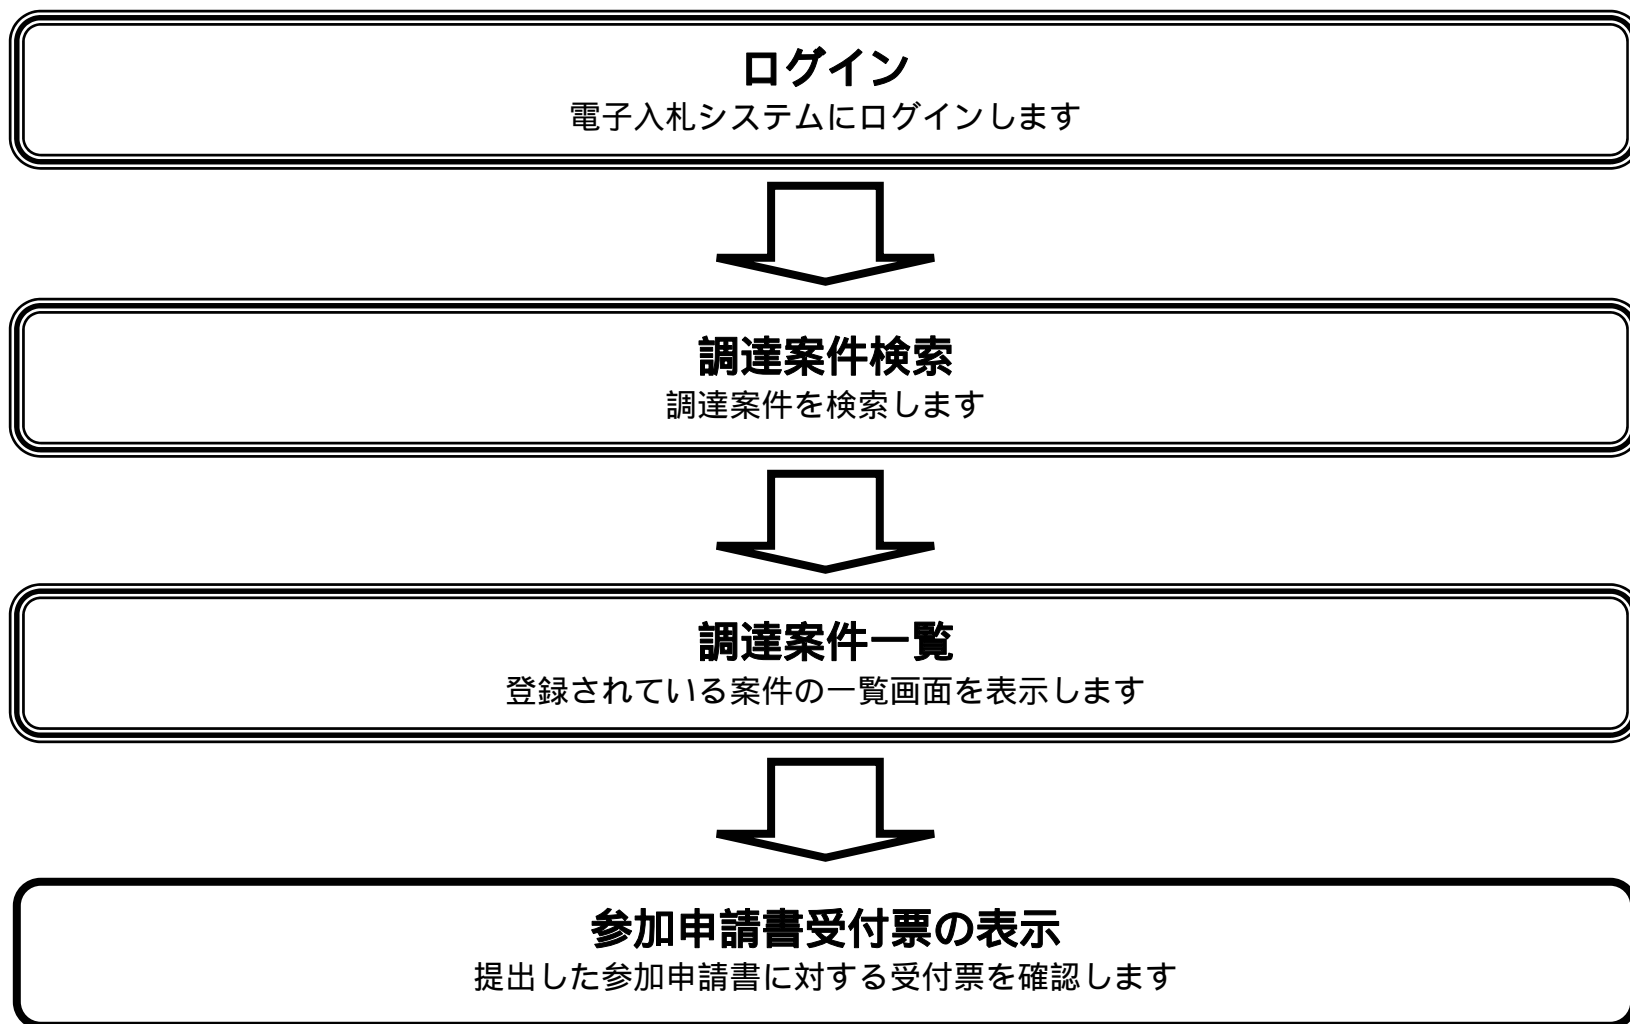 ログイン
電子入札システムにログインします
調達案件検索
調達案件を検索します
調達案件一覧
登録されている案件の一覧画面を表示します
参加申請書受付票の表示
提出した参加申請書に対する受付票を確認します